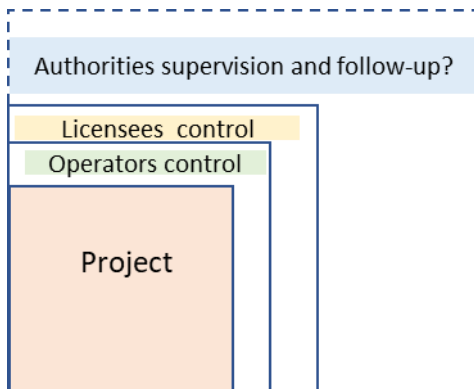 Authorities supervision and follow-up?
Licensees control
Operators control
Project